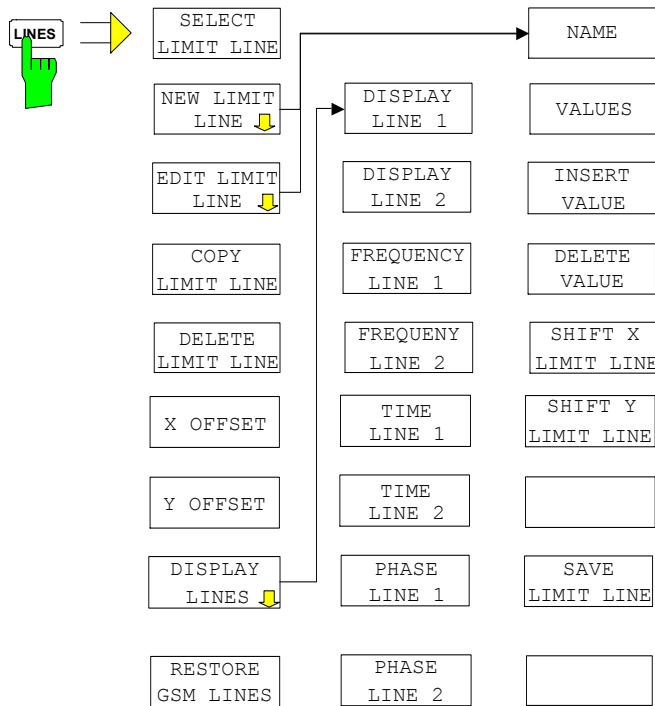 LINES
SELECT
LIMIT LINE
NEW LIMIT
LINE
EDIT LIMIT
LINE
COPY
LIMIT LINE
DELETE
LIMIT LINE
X OFFSET
Y OFFSET
DISPLAY
LINES
RESTORE
GSM LINES
DISPLAY
LINE 1
DISPLAY
LINE 2
FREQUENCY
LINE 1
FREQUENY
LINE 2
TIME
LINE 1
TIME
LINE 2
PHASE
LINE 1
PHASE
LINE 2
NAME
VALUES
INSERT
VALUE
DELETE
VALUE
SHIFT X
LIMIT LINE
SHIFT Y
LIMIT LINE
SAVE
LIMIT LINE